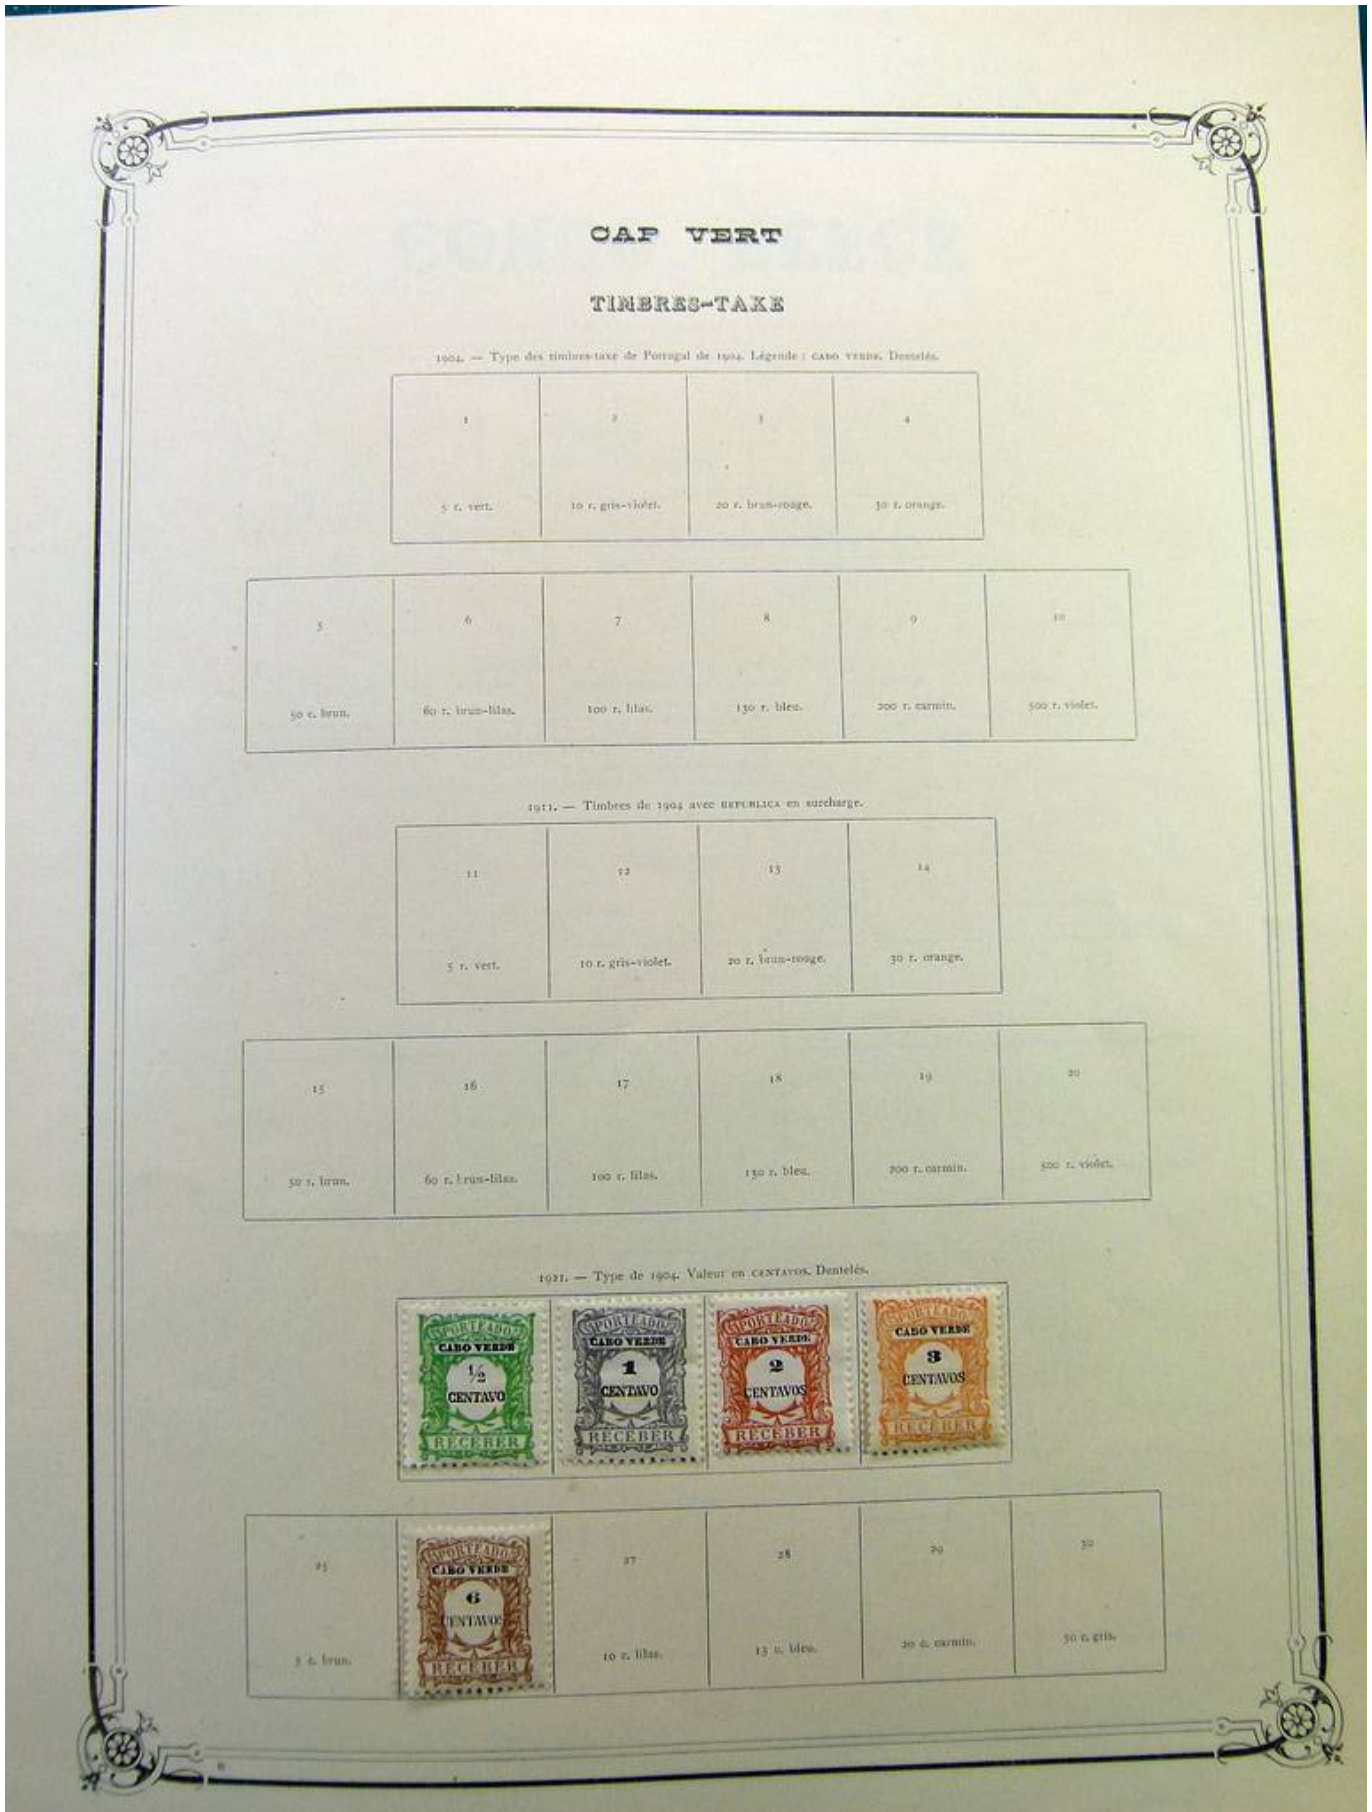 CAP VERT
TIMBRES-TAXE
1904. — Type des timbres-taxe de Portugal de 1904. Légende : CABO VERDE. Dentelés.
1 2 3 4
5 r. vert. 10 r. gris-violet. 20 r. brun-rouge. 30 r. orange.
5 6 7 8 9 10
50 r. brun. 60 r. brun-lilas. 100 r. lilas. 130 r. bleu. 200 r. carmin. 500 r. violet.
1911. — Timbres de 1904 avec REPUBLICA en surcharge.
11 12 13 14
5 r. vert. 10 r. gris-violet. 20 r. brun-rouge. 30 r. orange.
15 16 17 18 19 20
50 r. brun. 60 r. brun-lilas. 100 r. lilas. 130 r. bleu. 200 r. carmin. 500 r. violet.
1921. — Type de 1904. Valeur en CENTAVOS. Dentelés.
PORTEADO PORTEADO PORTEADO PORTEADO
CABO VERDE CABO VERDE CABO VERDE CABO VERDE
½ 1 2 3
CENTAVO CENTAVO CENTAVOS CENTAVOS
RECEBER RECEBER RECEBER RECEBER
PORTEADO
CABO VERDE
6
CENTAVOS
RECEBER
25 27 28 29 30
5 c. brun. 10 c. lilas. 13 c. bleu. 20 c. carmin. 50 c. gris.